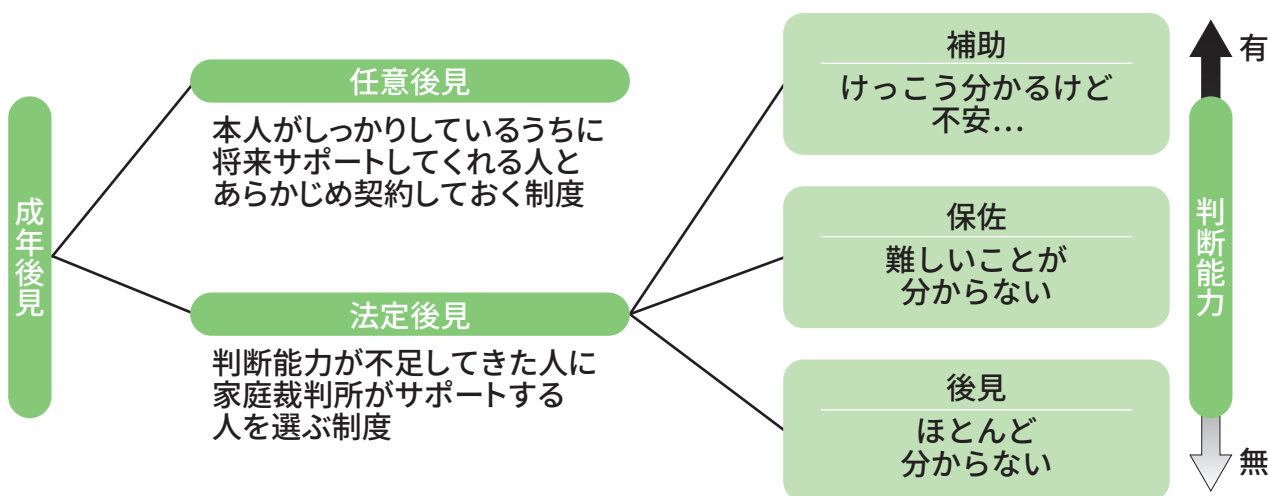 成年後見
任意後見
本人がしっかりしているうちに
将来サポートしてくれる人と
あらかじめ契約しておく制度
法定後見
判断能力が不足してきた人に
家庭裁判所がサポートする
人を選ぶ制度
補助
けっこう分かるけど
不安…
保佐
難しいことが
分からない
後見
ほとんど
分からない
有
判断能力
無